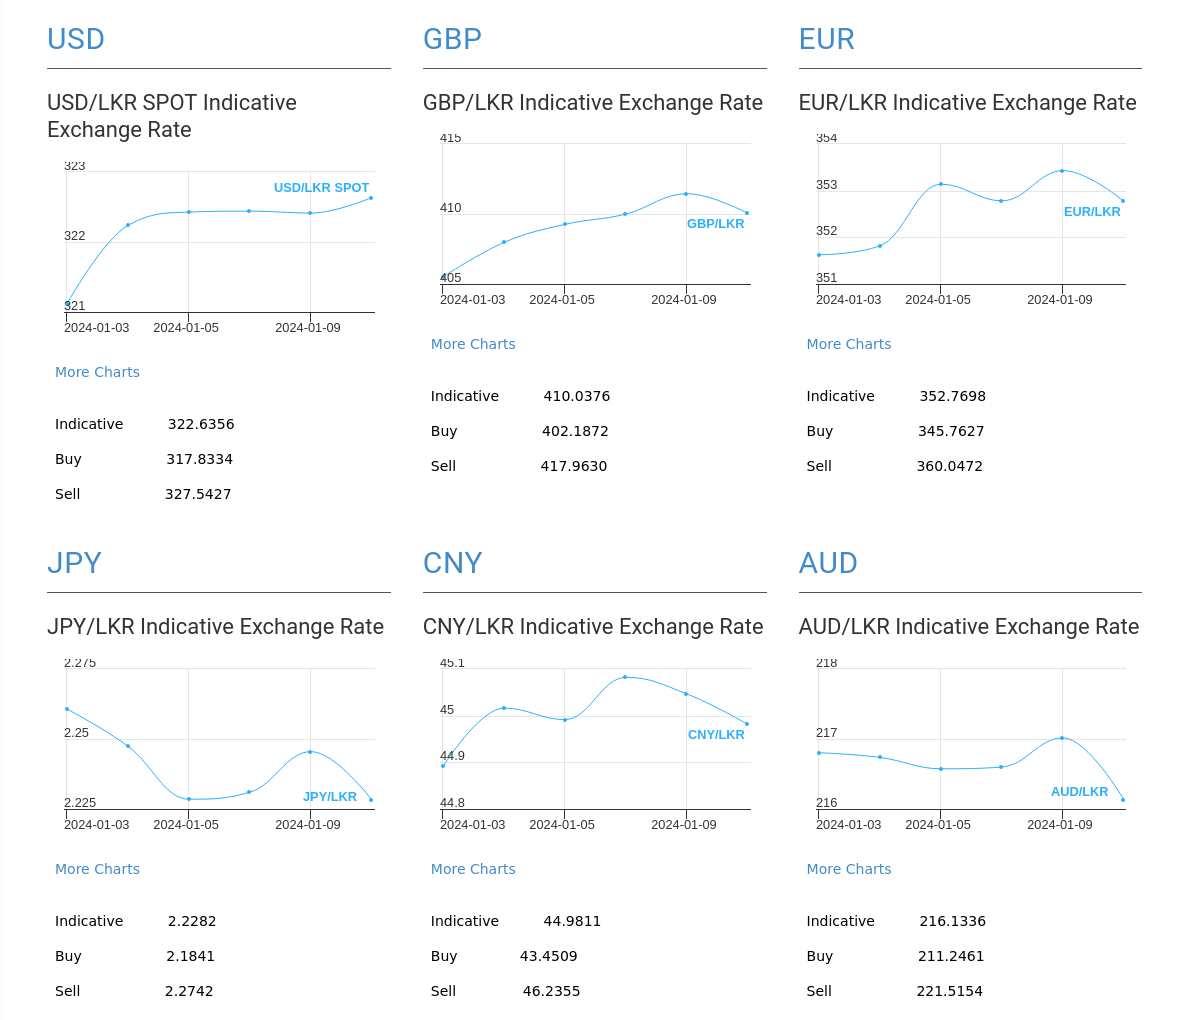 USD
USD/LKR SPOT Indicative
Exchange Rate
323
USD/LKR SPOT
322
321
2024-01-03 2024-01-05 2024-01-09
More Charts
Indicative 322.6356
Buy 317.8334
Sell 327.5427
GBP
GBP/LKR Indicative Exchange Rate
415
410
GBP/LKR
405
2024-01-03 2024-01-05 2024-01-09
More Charts
Indicative 410.0376
Buy 402.1872
Sell 417.9630
EUR
EUR/LKR Indicative Exchange Rate
354
353
EUR/LKR
352
351
2024-01-03 2024-01-05 2024-01-09
More Charts
Indicative 352.7698
Buy 345.7627
Sell 360.0472
JPY
JPY/LKR Indicative Exchange Rate
2.275
2.25
JPY/LKR
2.225
2024-01-03 2024-01-05 2024-01-09
More Charts
Indicative 2.2282
Buy 2.1841
Sell 2.2742
CNY
CNY/LKR Indicative Exchange Rate
45.1
45
CNY/LKR
44.9
44.8
2024-01-03 2024-01-05 2024-01-09
More Charts
Indicative 44.9811
Buy 43.4509
Sell 46.2355
AUD
AUD/LKR Indicative Exchange Rate
218
217
AUD/LKR
216
2024-01-03 2024-01-05 2024-01-09
More Charts
Indicative 216.1336
Buy 211.2461
Sell 221.5154